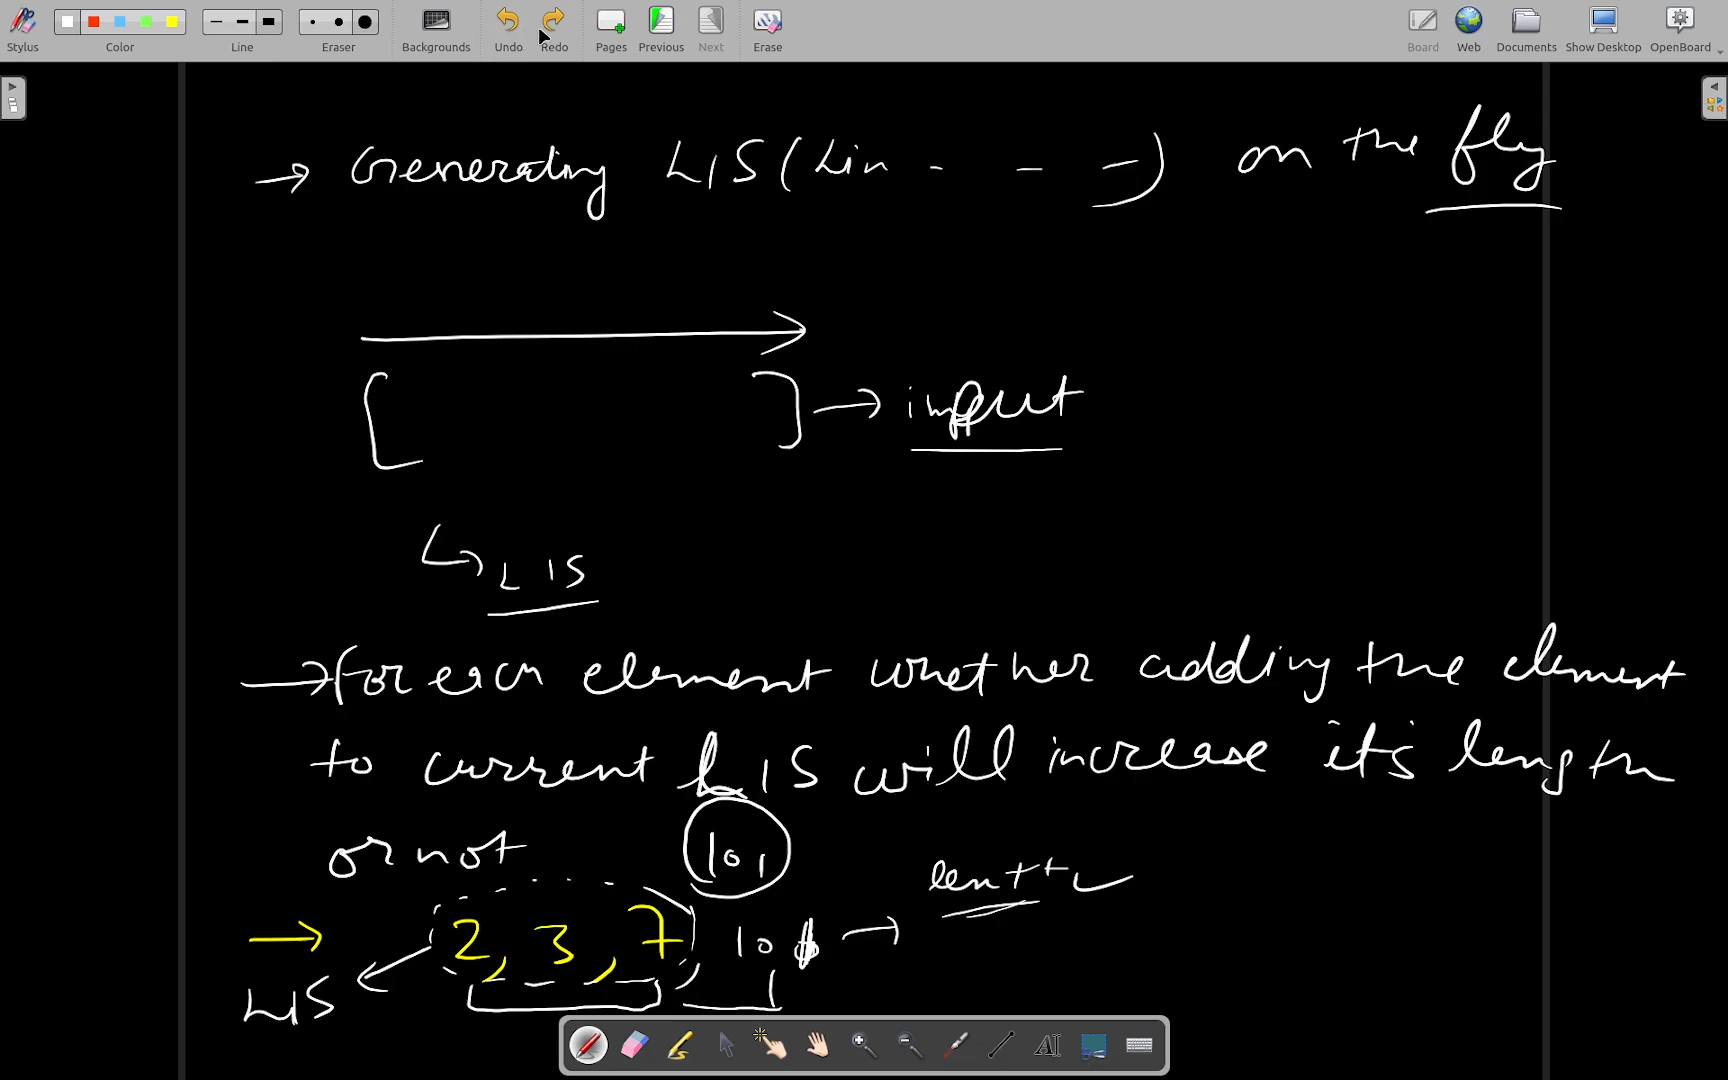 Stylus Color Line Eraser Backgrounds Undo Redo Pages Previous Next Erase Board Web Documents Show Desktop OpenBoard
→ Generating LIS(Lin - - -) on the fly
[ ] → input
↳ LIS
→ For each element whether adding the element
to current LIS will increase it's length
or not 101
len++
→ 2, 3, 7 10
LIS